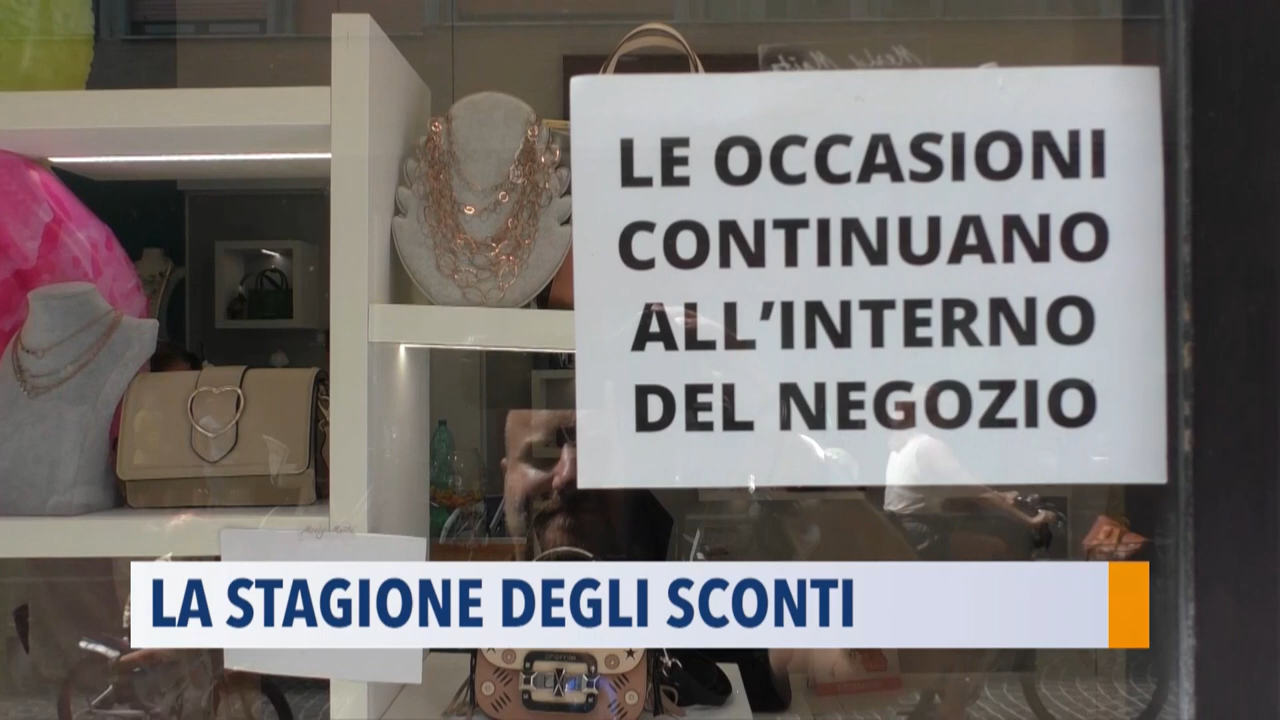 LE OCCASIONI
CONTINUANO
ALL'INTERNO
DEL NEGOZIO
LA STAGIONE DEGLI SCONTI